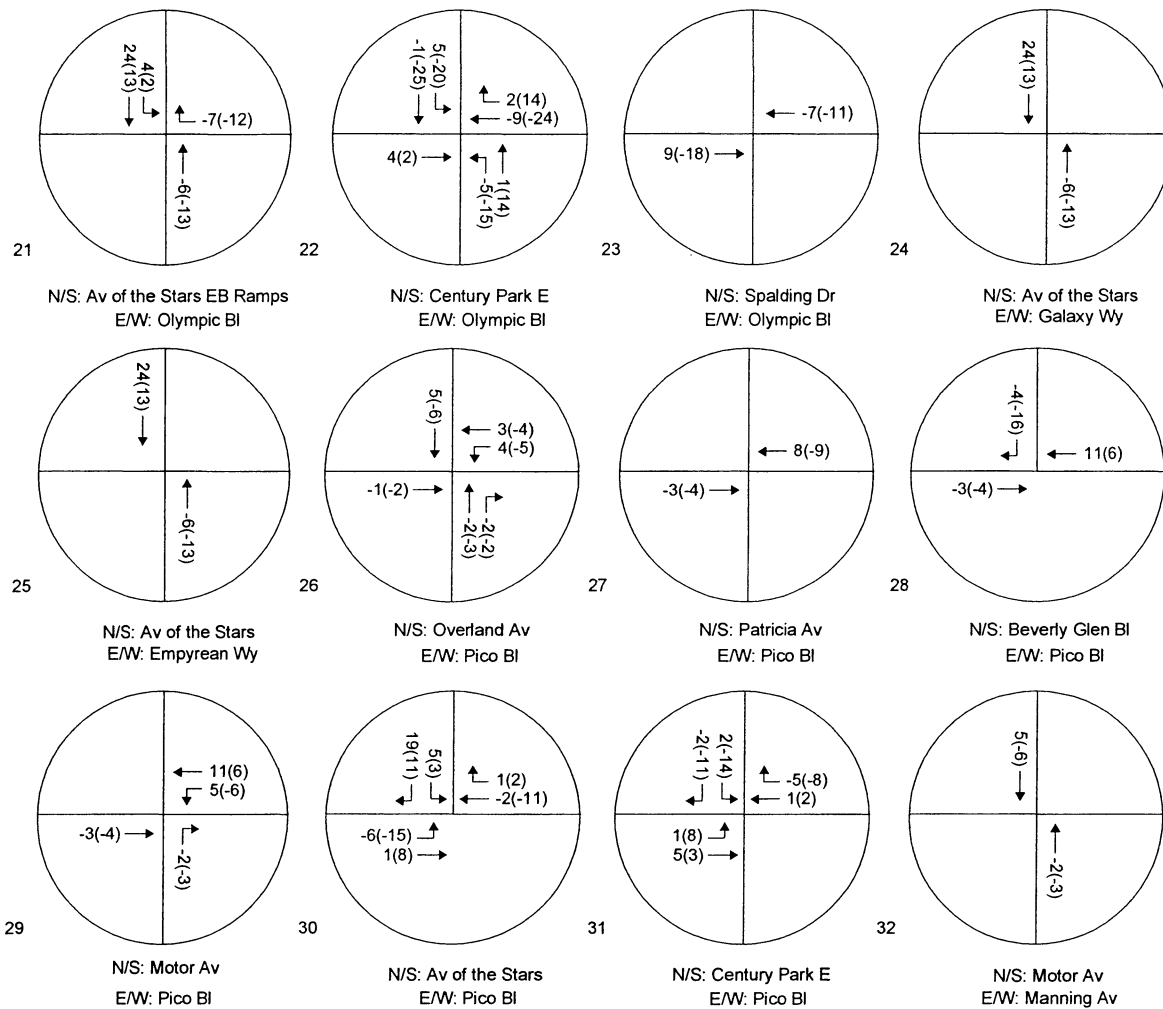 24(13)
4(2)
-7(-12)
-6(-13)
21
N/S: Av of the Stars EB Ramps
E/W: Olympic Bl
-1(-25)
5(-20)
2(14)
-9(-24)
4(2)
-5(-15)
1(14)
22
N/S: Century Park E
E/W: Olympic Bl
-7(-11)
9(-18)
23
N/S: Spalding Dr
E/W: Olympic Bl
24(13)
-6(-13)
24
N/S: Av of the Stars
E/W: Galaxy Wy
24(13)
-6(-13)
25
N/S: Av of the Stars
E/W: Empyrean Wy
5(-6)
3(-4)
4(-5)
-1(-2)
-2(-3)
-2(-2)
26
N/S: Overland Av
E/W: Pico Bl
8(-9)
-3(-4)
27
N/S: Patricia Av
E/W: Pico Bl
-4(-16)
11(6)
-3(-4)
28
N/S: Beverly Glen Bl
E/W: Pico Bl
11(6)
5(-6)
-3(-4)
-2(-3)
29
N/S: Motor Av
E/W: Pico Bl
19(11)
5(3)
1(2)
-2(-11)
-6(-15)
1(8)
30
N/S: Av of the Stars
E/W: Pico Bl
-2(-11)
2(-14)
-5(-8)
1(2)
1(8)
5(3)
31
N/S: Century Park E
E/W: Pico Bl
5(-6)
-2(-3)
32
N/S: Motor Av
E/W: Manning Av